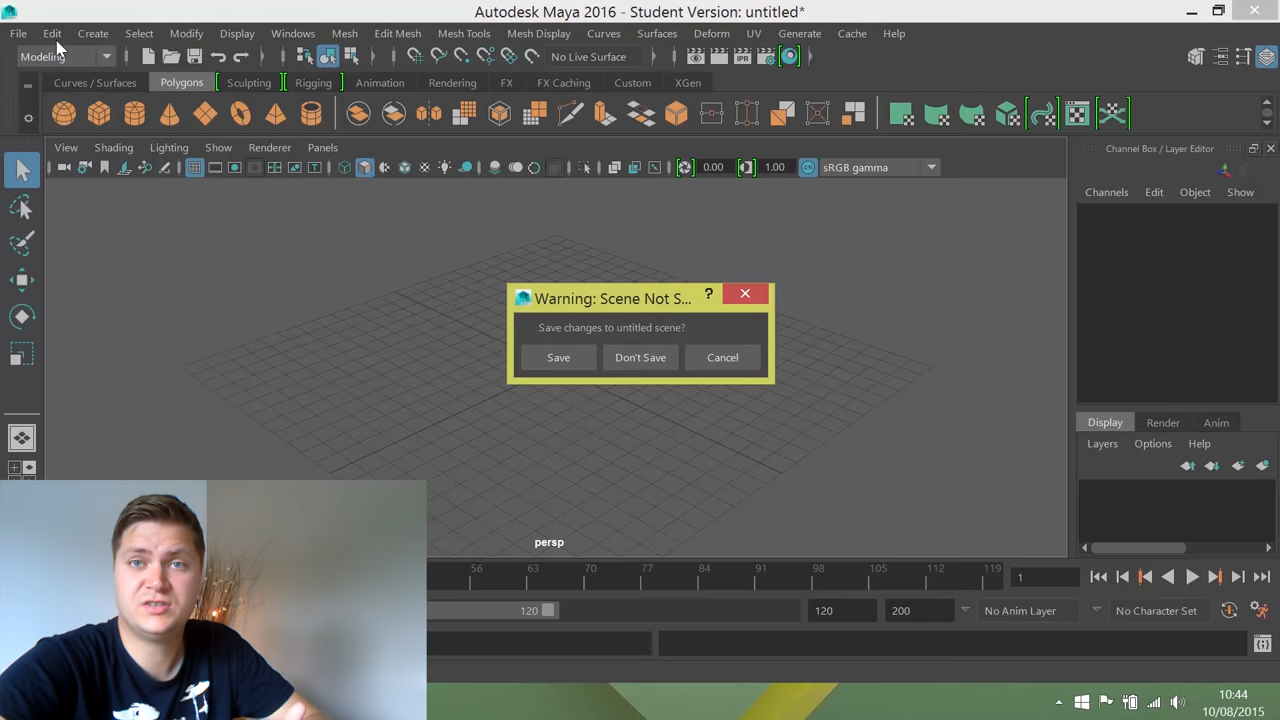 Autodesk Maya 2016 - Student Version: untitled*
File Edit Create Select Modify Display Windows Mesh Edit Mesh Mesh Tools Mesh Display Curves Surfaces Deform UV Generate Cache Help
Modeling
No Live Surface
IPR
Curves / Surfaces Polygons Sculpting Rigging Animation Rendering FX FX Caching Custom XGen
View Shading Lighting Show Renderer Panels
0.00 1.00 ON sRGB gamma
Channel Box / Layer Editor
Channels Edit Object Show
Warning: Scene Not S... ?
Save changes to untitled scene?
Save Don't Save Cancel
persp
Display Render Anim
Layers Options Help
56 63 70 77 84 91 98 105 112 119
1
120 120 200 No Anim Layer No Character Set
10:44
10/08/2015